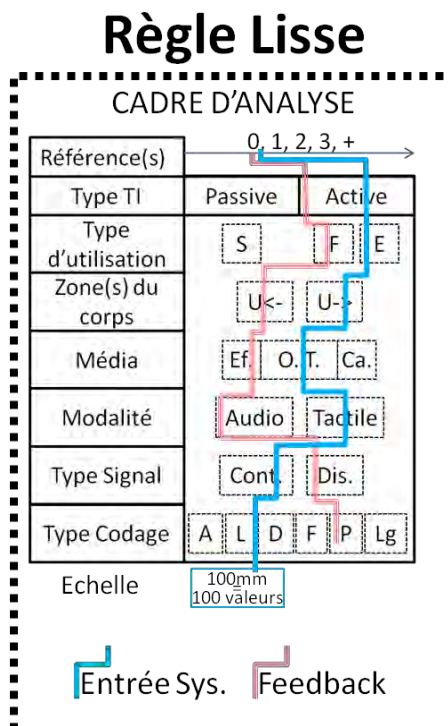 Règle Lisse
CADRE D'ANALYSE
Référence(s) 0, 1, 2, 3, +
Type TI Passive Active
Type
d'utilisation S F E
Zone(s) du
corps U<- U->
Média Ef. O. T. Ca.
Modalité Audio Tactile
Type Signal Cont. Dis.
Type Codage A L D F P Lg
Echelle 100mm
=
100 valeurs
Entrée Sys. Feedback